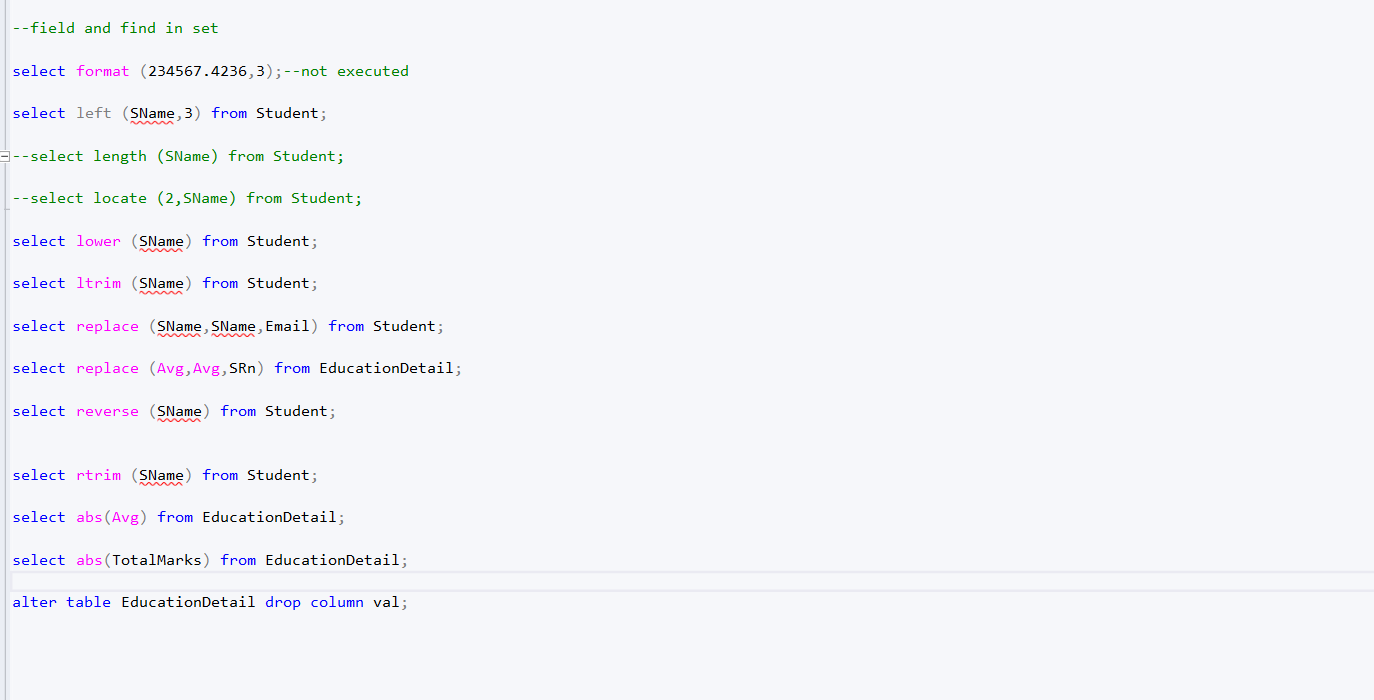 --field and find in set
select format (234567.4236,3);--not executed
select left (SName,3) from Student;
--select length (SName) from Student;
--select locate (2,SName) from Student;
select lower (SName) from Student;
select ltrim (SName) from Student;
select replace (SName,SName,Email) from Student;
select replace (Avg,Avg,SRn) from EducationDetail;
select reverse (SName) from Student;
select rtrim (SName) from Student;
select abs(Avg) from EducationDetail;
select abs(TotalMarks) from EducationDetail;
alter table EducationDetail drop column val;